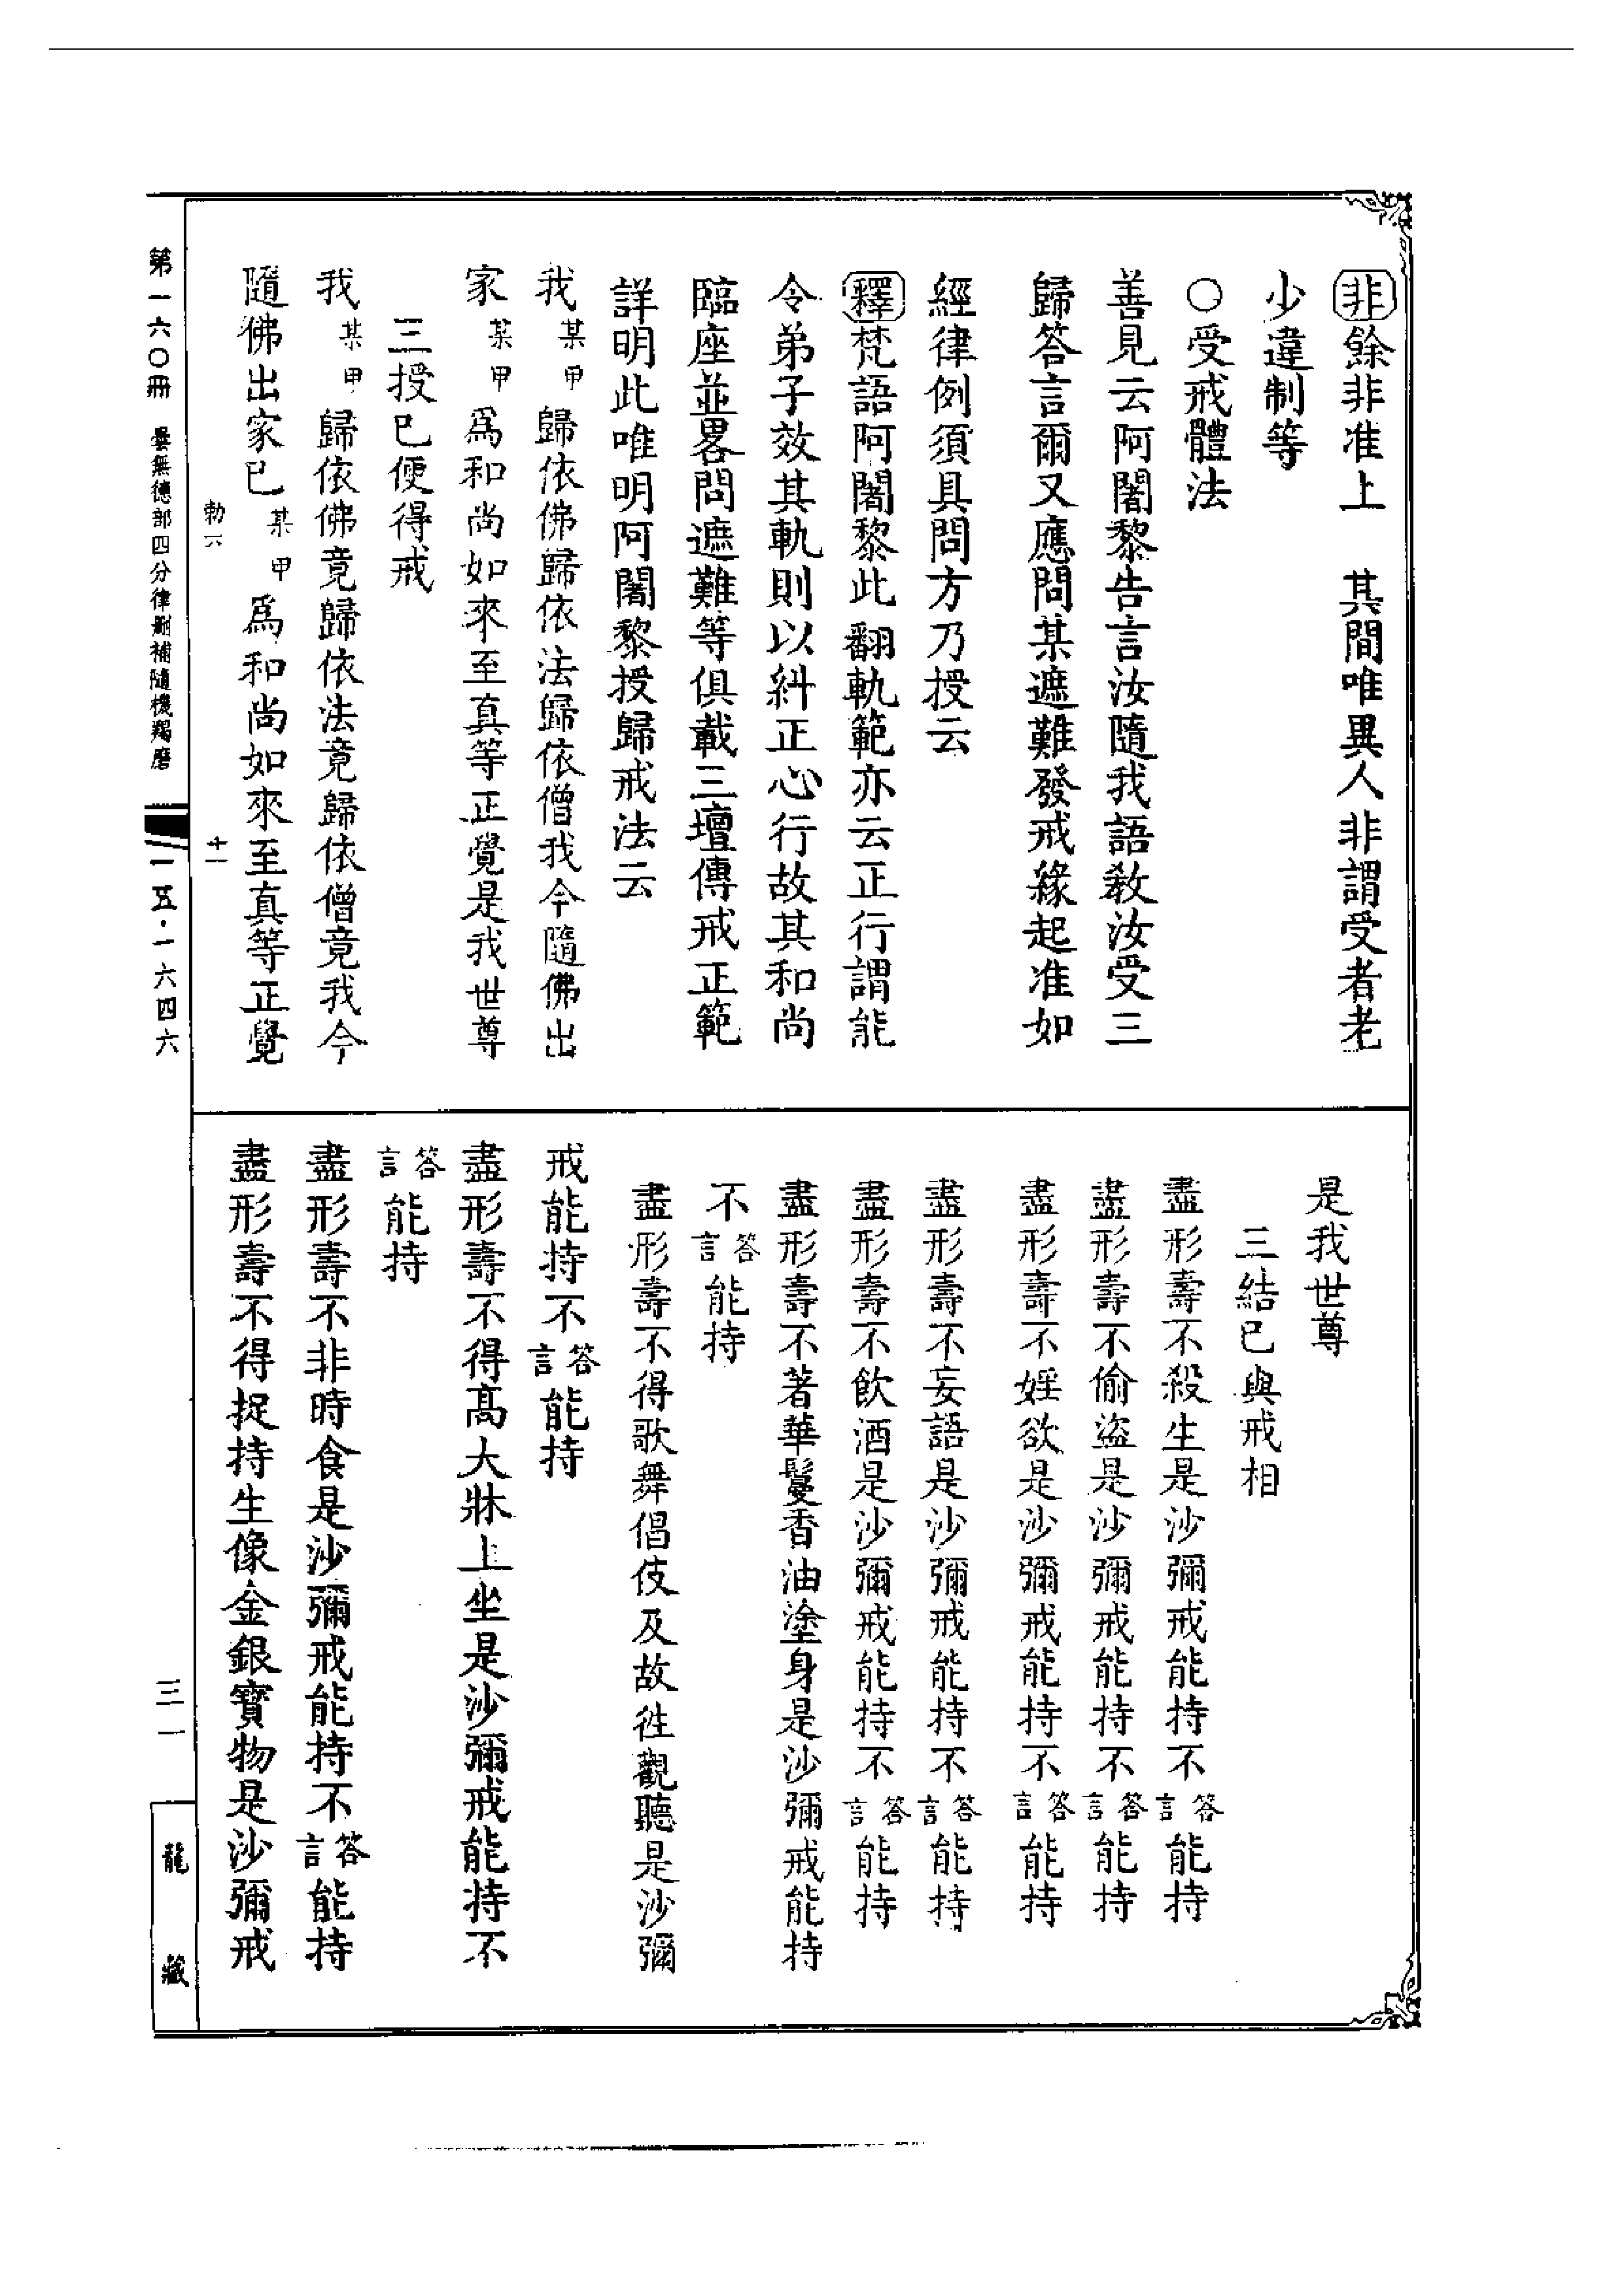 非餘非准上　其間唯異人非謂受者老
少違制等
○受戒體法
善見云阿闍黎告言汝隨我語教汝受三
歸答言爾又應問某遮難發戒緣起准如
經律例須具問方乃授云
釋梵語阿闍黎此翻軌範亦云正行謂能
令弟子效其軌則以糾正心行故其和尚
臨座並畧問遮難等俱載三壇傳戒正範
詳明此唯明阿闍黎授歸戒法云
我某甲歸依佛歸依法歸依僧我今隨佛出
家某甲爲和尚如來至真等正覺是我世尊
三授已便得戒
我某甲歸依佛竟歸依法竟歸依僧竟我今
隨佛出家已某甲爲和尚如來至真等正覺
是我世尊
三結已與戒相
盡形壽不殺生是沙彌戒能持不答言能持
盡形壽不偷盜是沙彌戒能持不答言能持
盡形壽不婬欲是沙彌戒能持不答言能持
盡形壽不妄語是沙彌戒能持不答言能持
盡形壽不飲酒是沙彌戒能持不答言能持
盡形壽不著華鬘香油塗身是沙彌戒能持
不答言能持
盡形壽不得歌舞倡伎及故徃觀聽是沙彌
戒能持不答言能持
盡形壽不得高大牀上坐是沙彌戒能持不
答言能持
盡形壽不非時食是沙彌戒能持不答言能持
盡形壽不得捉持生像金銀寶物是沙彌戒
勃六
十一
第一六〇冊　曇無德部四分律刪補隨機羯磨
一五·一六四六
三一
龍藏